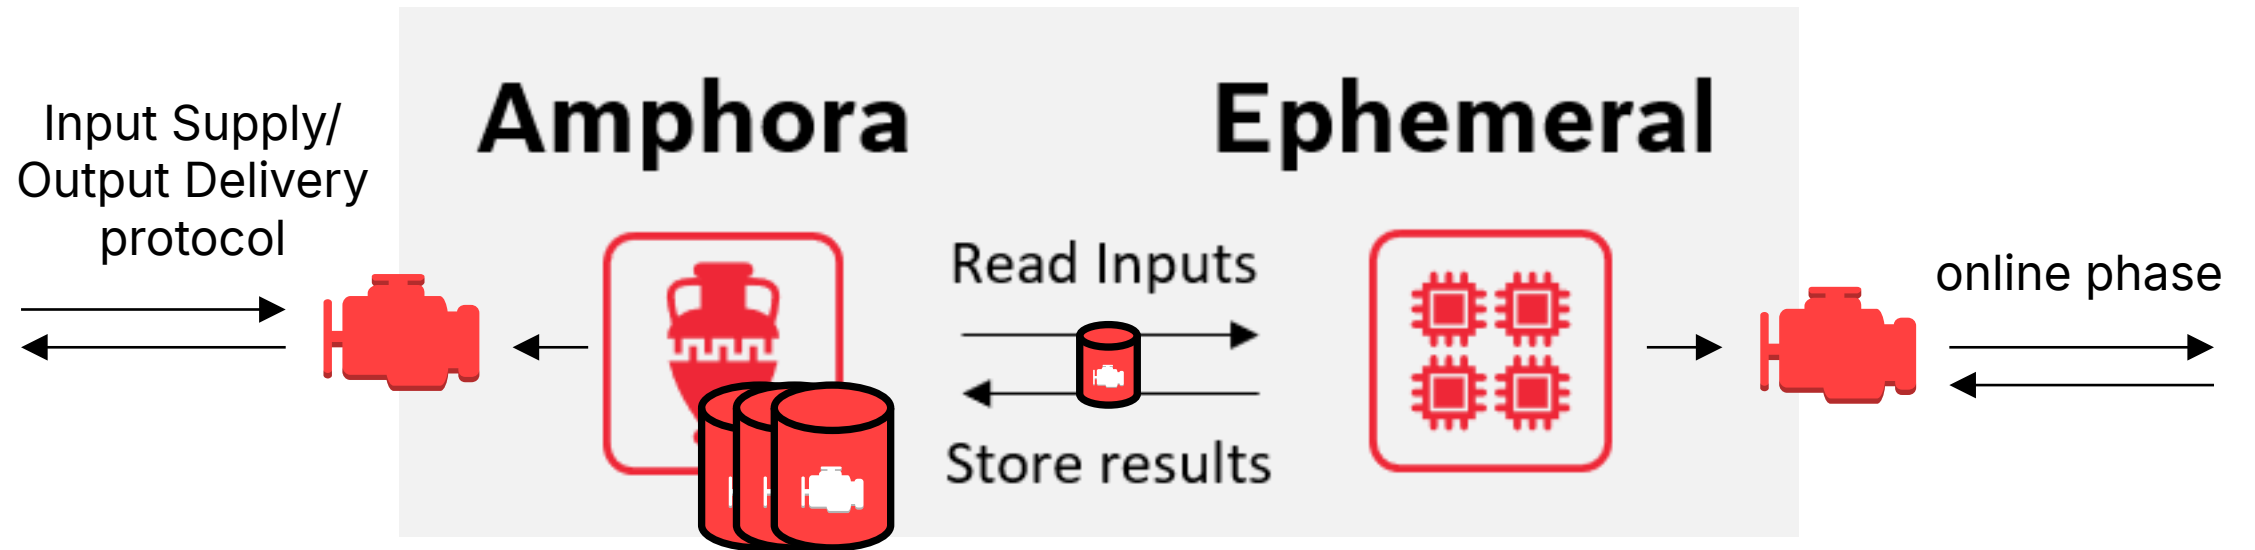 Amphora
Ephemeral
Input Supply/
Output Delivery
protocol
Read Inputs
Store results
online phase